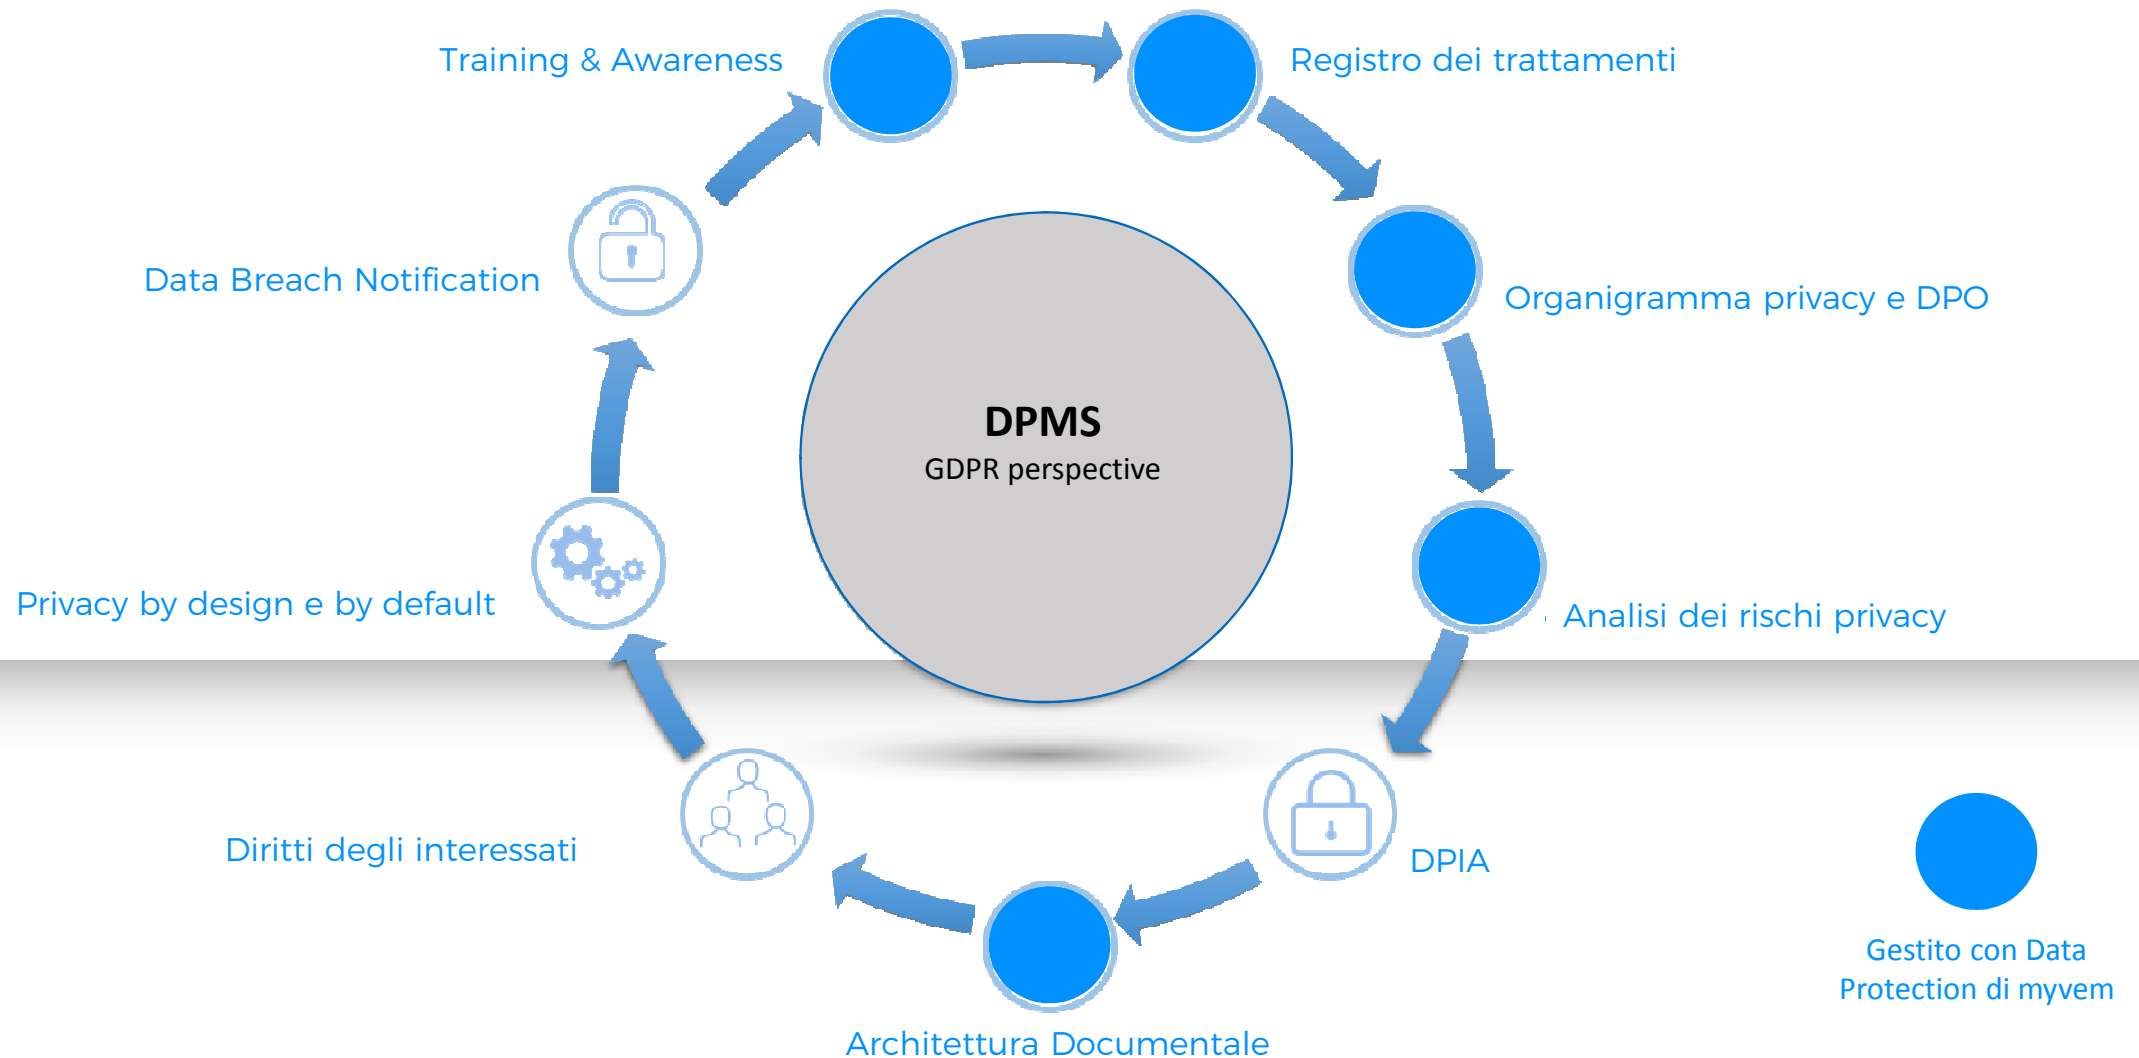 Training & Awareness
Registro dei trattamenti
Data Breach Notification
Organigramma privacy e DPO
DPMS
GDPR perspective
Privacy by design e by default
Analisi dei rischi privacy
Diritti degli interessati
DPIA
Architettura Documentale
Gestito con Data
Protection di myvem